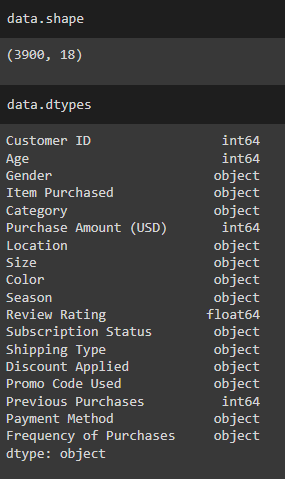 data.shape
(3900, 18)
data.dtypes
Customer ID int64
Age int64
Gender object
Item Purchased object
Category object
Purchase Amount (USD) int64
Location object
Size object
Color object
Season object
Review Rating float64
Subscription Status object
Shipping Type object
Discount Applied object
Promo Code Used object
Previous Purchases int64
Payment Method object
Frequency of Purchases object
dtype: object